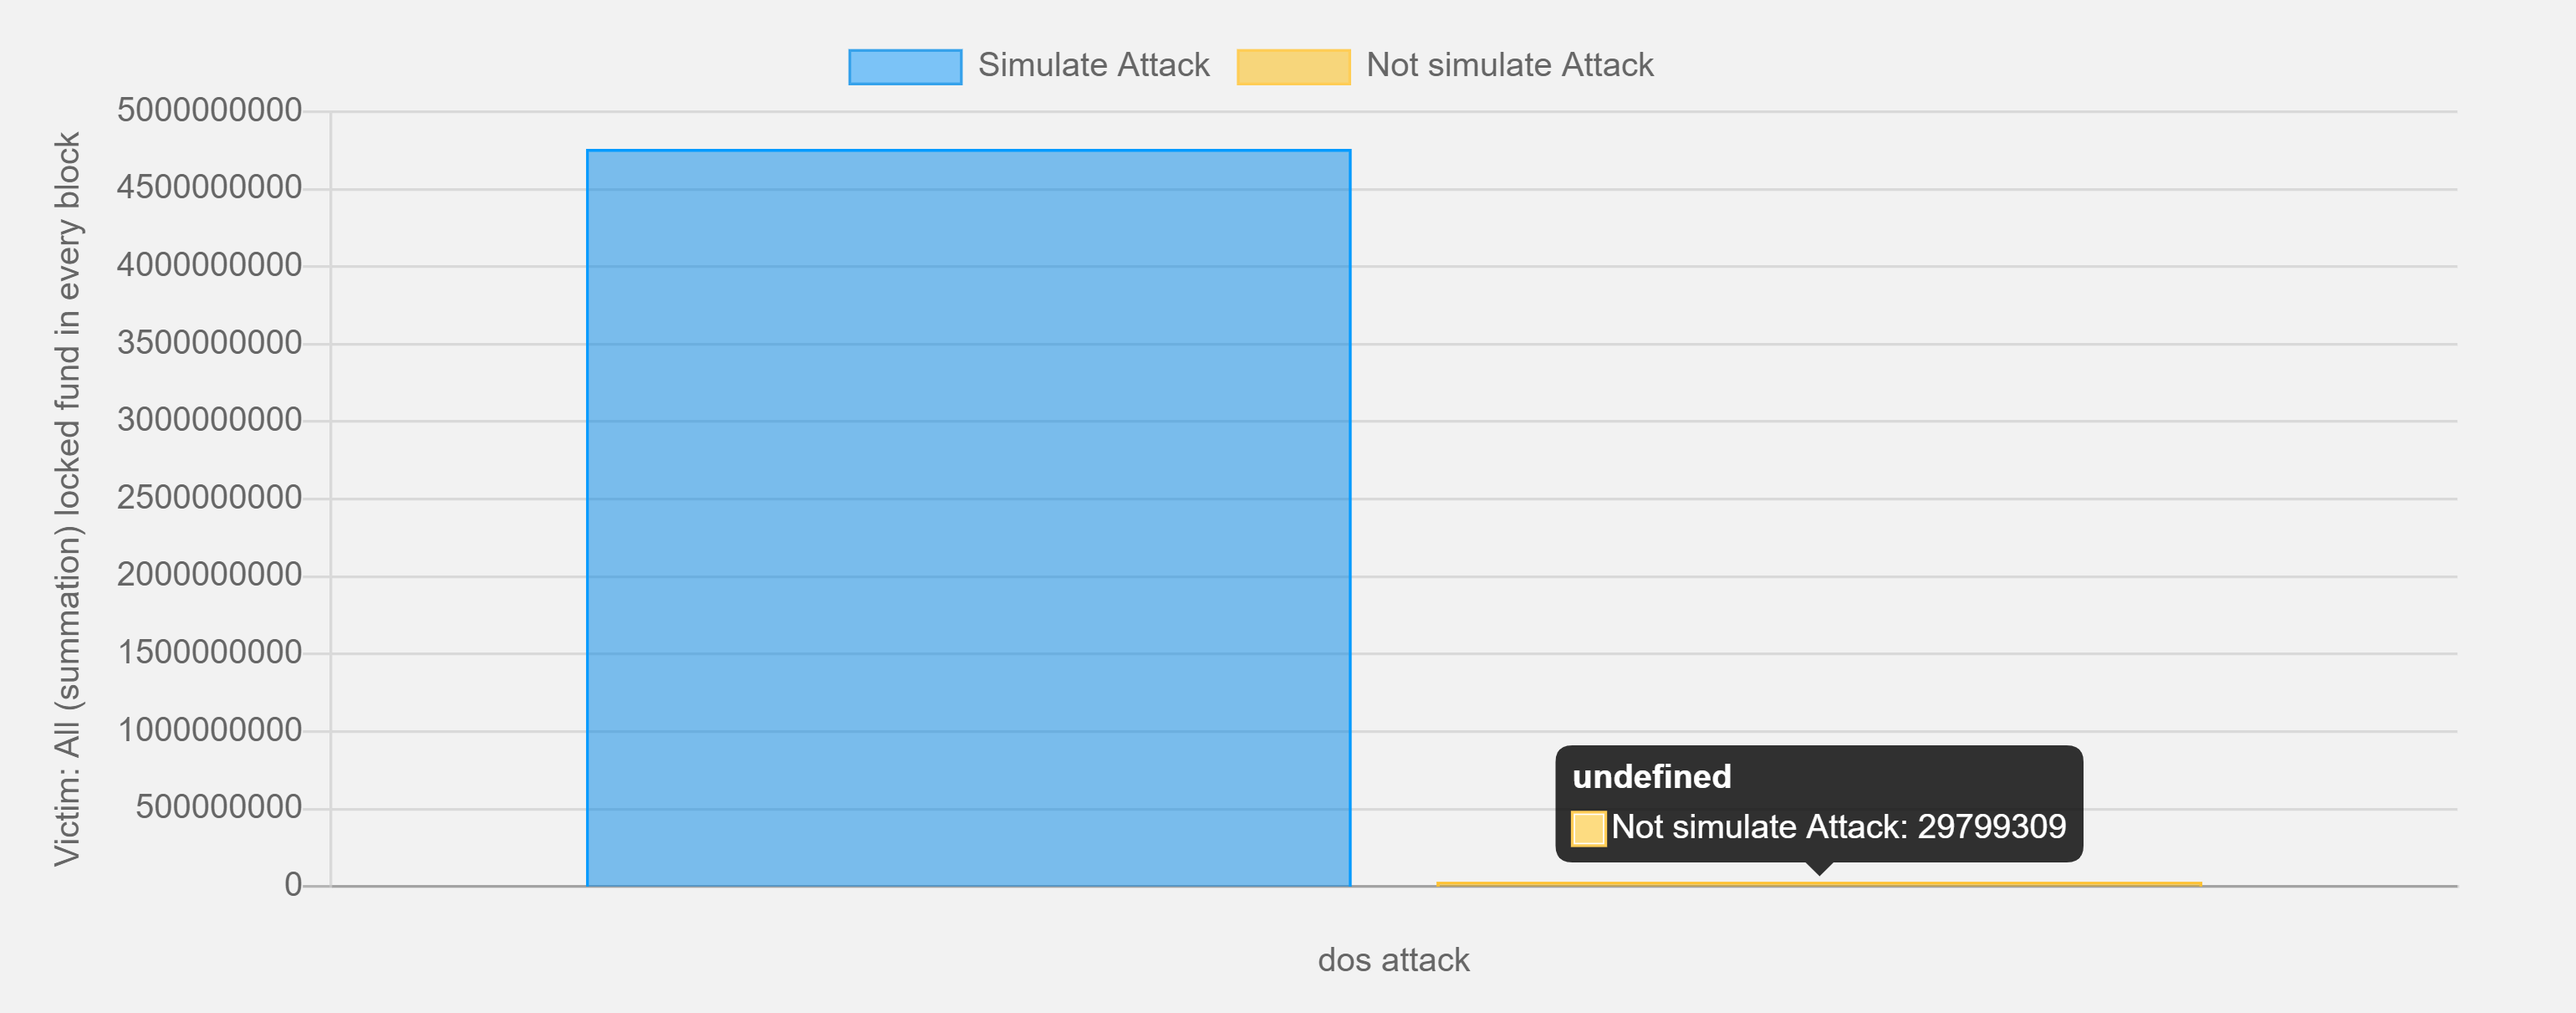 Simulate Attack
Not simulate Attack
Victim: All (summation) locked fund in every block
5000000000
4500000000
4000000000
3500000000
3000000000
2500000000
2000000000
1500000000
1000000000
500000000
0
undefined
Not simulate Attack: 29799309
dos attack